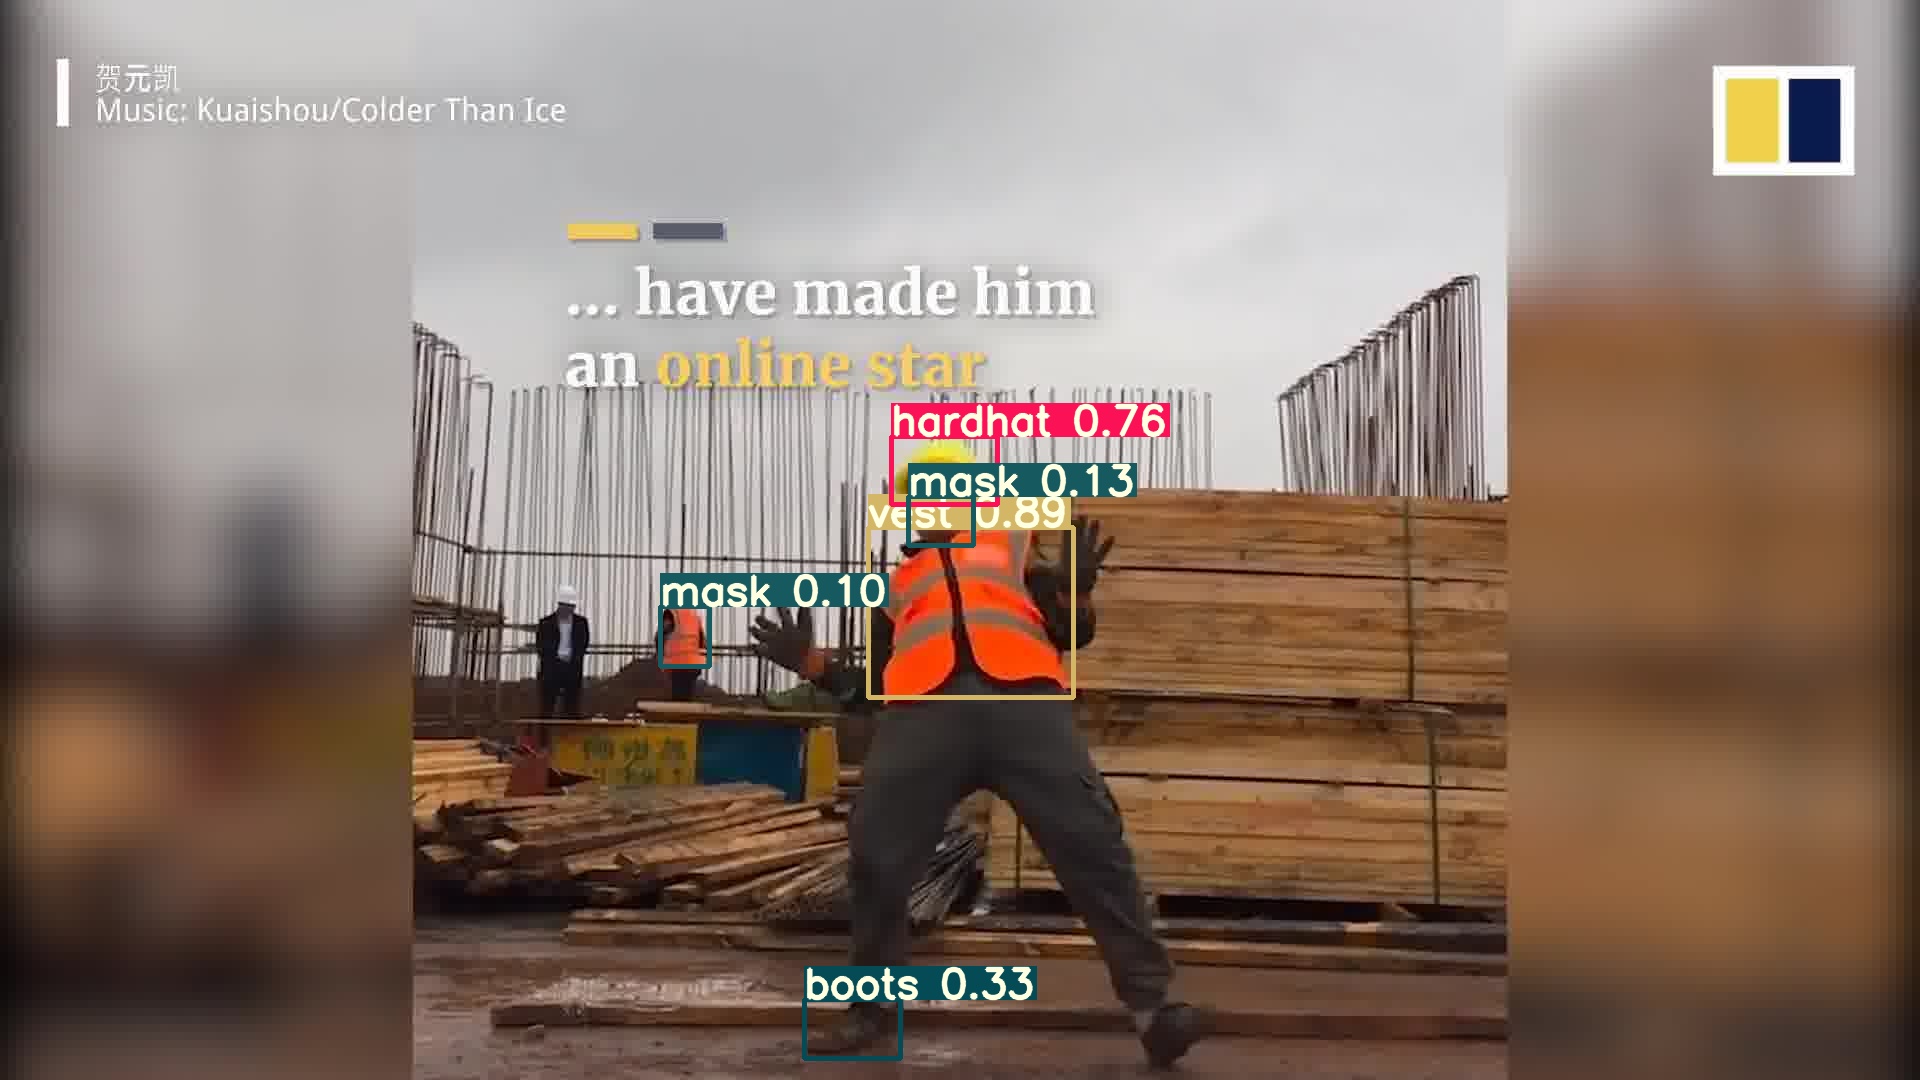 贺元凯
Music: Kuaishou/Colder Than Ice
... have made him
an online star
hardhat 0.76
mask 0.13
vest 0.89
mask 0.10
boots 0.33